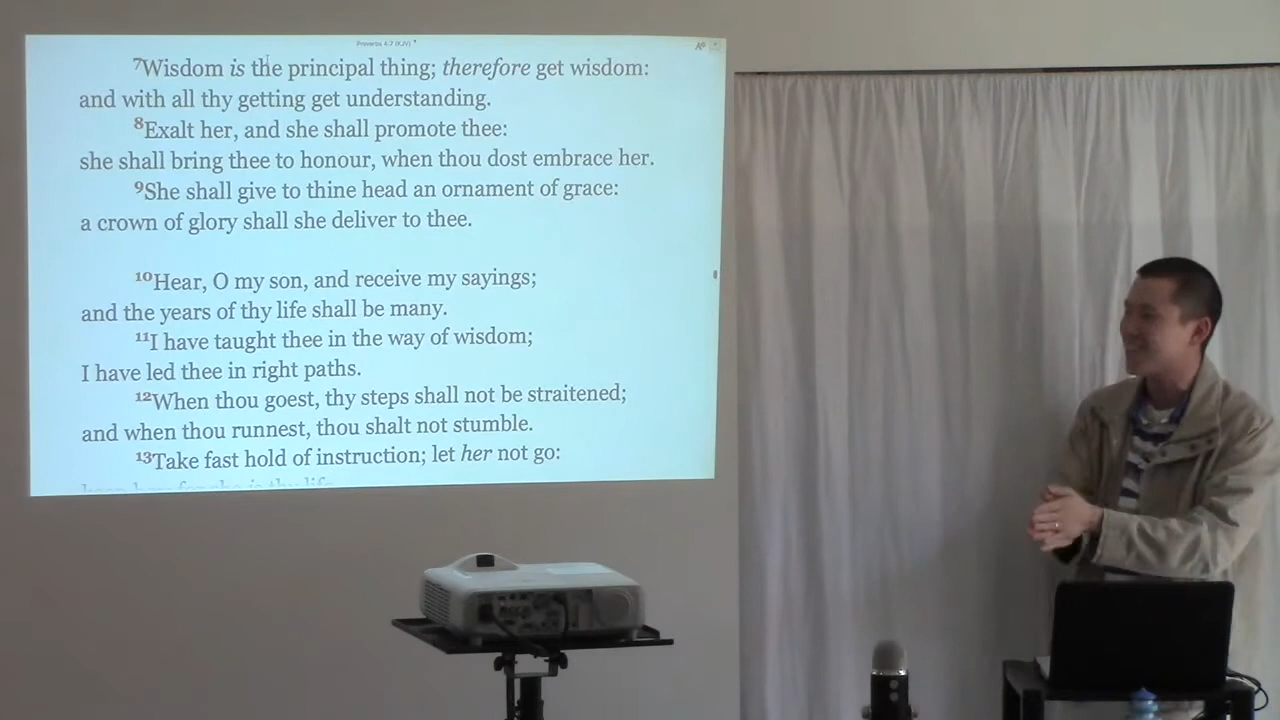 Proverbs 4:7 (KJV)
⁷Wisdom is the principal thing; therefore get wisdom:
and with all thy getting get understanding.
⁸Exalt her, and she shall promote thee:
she shall bring thee to honour, when thou dost embrace her.
⁹She shall give to thine head an ornament of grace:
a crown of glory shall she deliver to thee.
¹⁰Hear, O my son, and receive my sayings;
and the years of thy life shall be many.
¹¹I have taught thee in the way of wisdom;
I have led thee in right paths.
¹²When thou goest, thy steps shall not be straitened;
and when thou runnest, thou shalt not stumble.
¹³Take fast hold of instruction; let her not go: